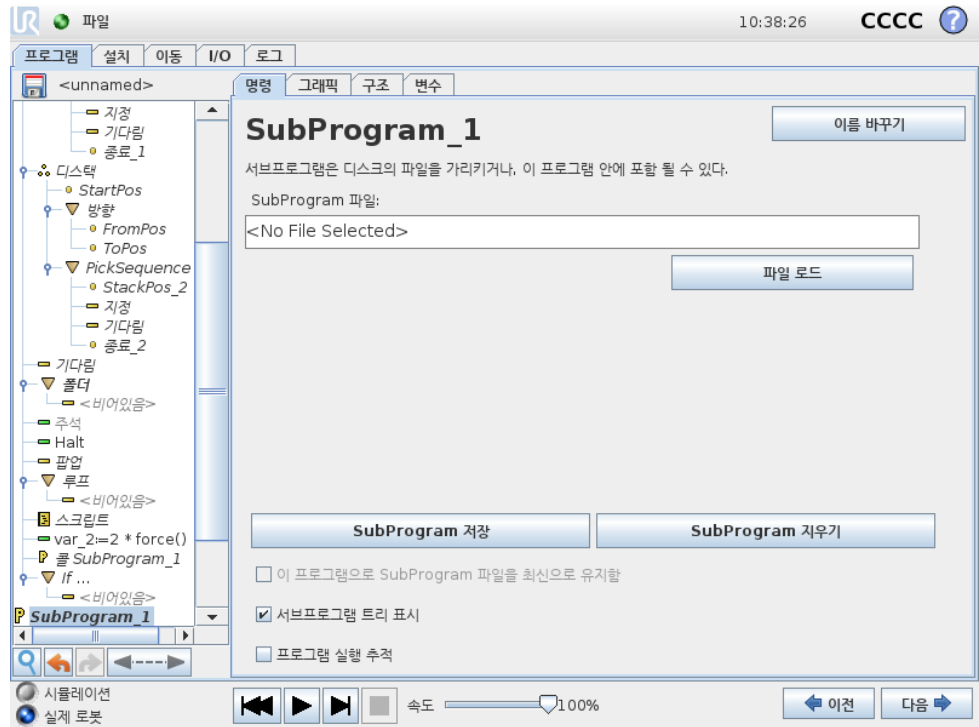 UR 파일 10:38:26 CCCC ?
프로그램 설치 이동 I/O 로그
<unnamed>
명령 그래픽 구조 변수
지정
기다림
종료_1
디스택
StartPos
방향
FromPos
ToPos
PickSequence
StackPos_2
지정
기다림
종료_2
기다림
폴더
<비어있음>
주석
Halt
팝업
루프
<비어있음>
스크립트
var_2:=2 * force()
P 콜 SubProgram_1
If ...
<비어있음>
P SubProgram_1
SubProgram_1
이름 바꾸기
서브프로그램은 디스크의 파일을 가리키거나, 이 프로그램 안에 포함 될 수 있다.
SubProgram 파일:
<No File Selected>
파일 로드
SubProgram 저장 SubProgram 지우기
이 프로그램으로 SubProgram 파일을 최신으로 유지함
서브프로그램 트리 표시
프로그램 실행 추적
시뮬레이션
실제 로봇
속도 100%
이전 다음